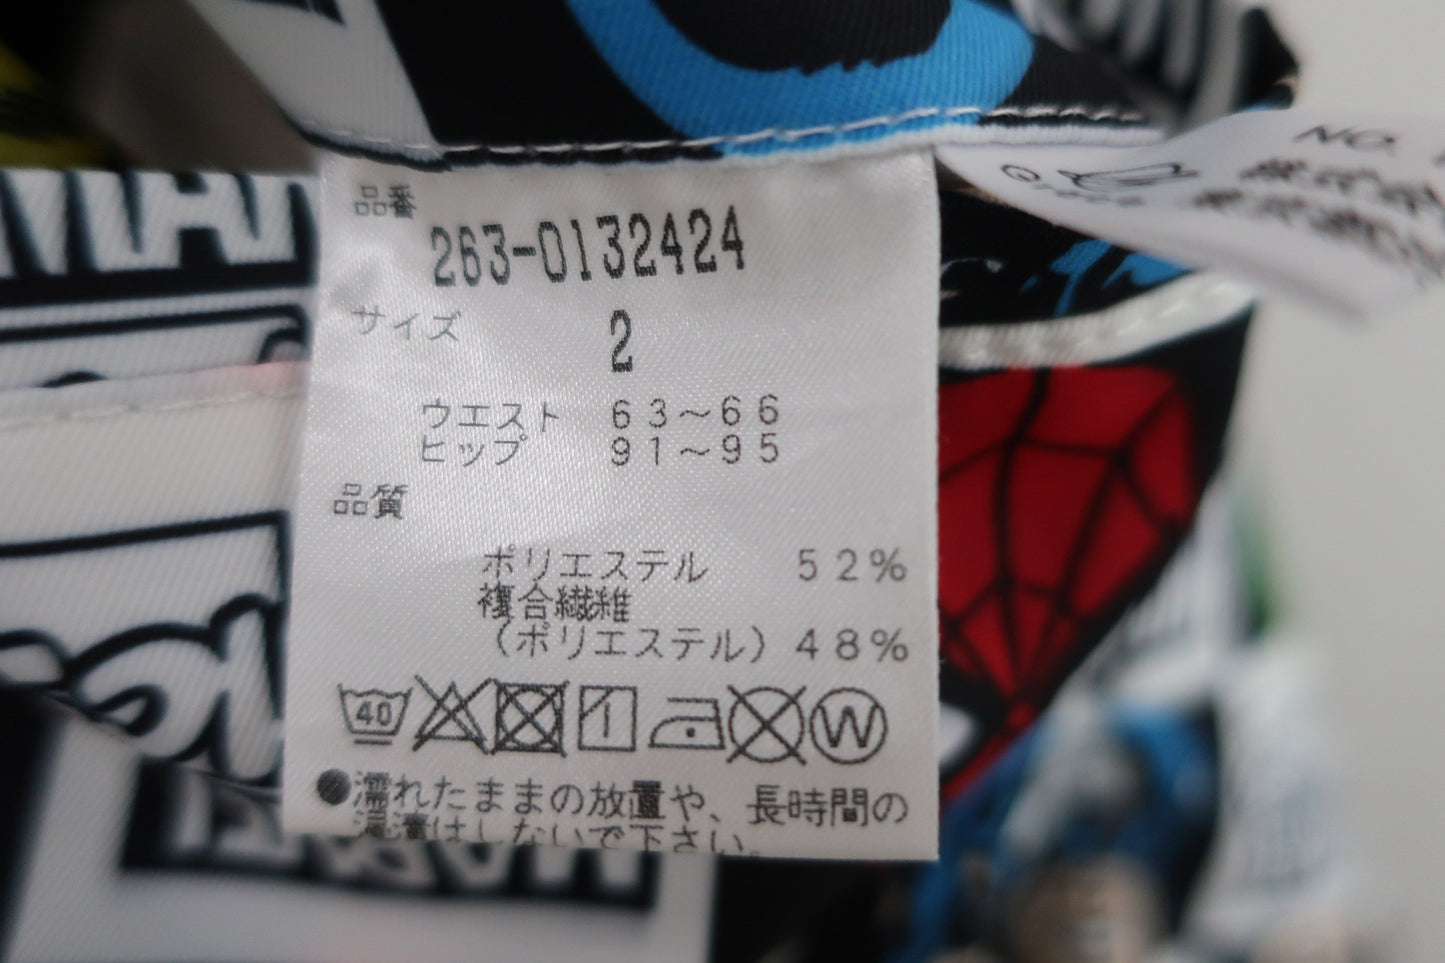 品番
263-0132424
サイズ 2
ウエスト 63～66
ヒップ 91～95
品質
ポリエステル 52%
複合繊維
(ポリエステル) 48%
40
W
●濡れたままの放置や、長時間の
浸漬はしないで下さい。
NO.